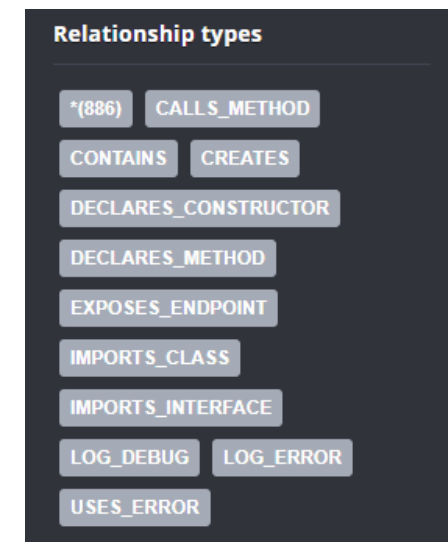 Relationship types
*(886) CALLS_METHOD
CONTAINS CREATES
DECLARES_CONSTRUCTOR
DECLARES_METHOD
EXPOSES_ENDPOINT
IMPORTS_CLASS
IMPORTS_INTERFACE
LOG_DEBUG LOG_ERROR
USES_ERROR